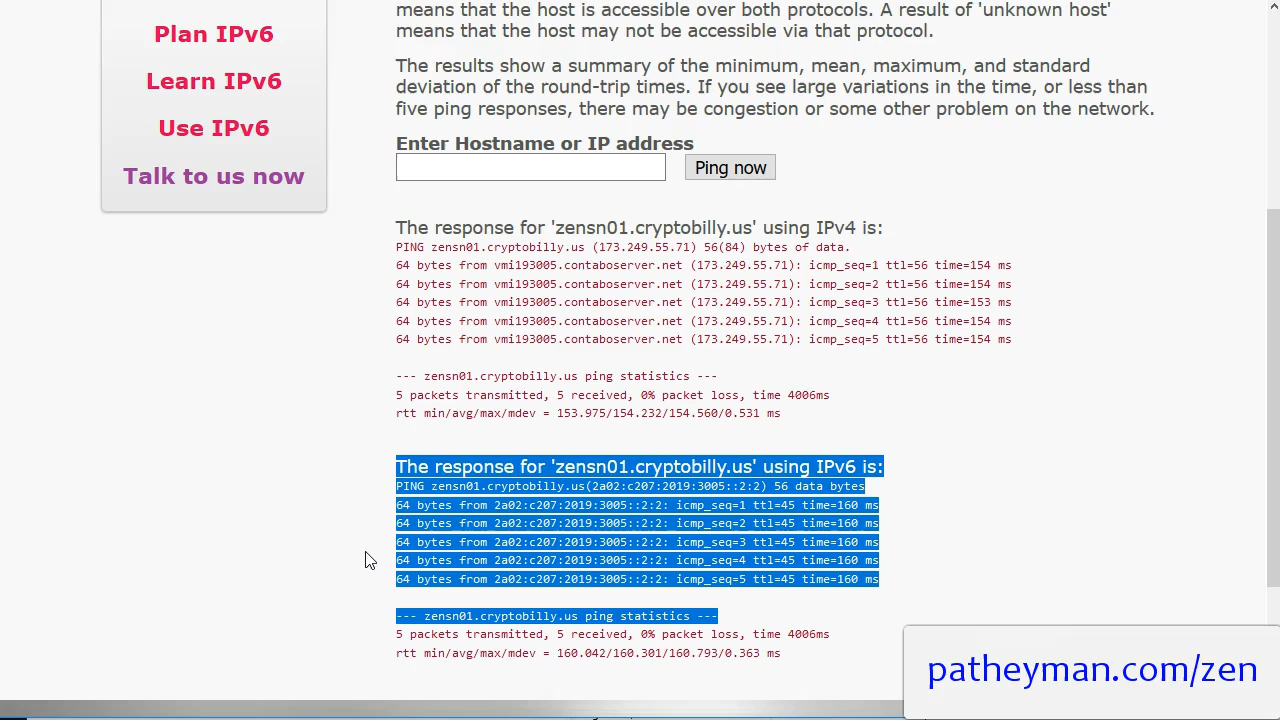 means that the host is accessible over both protocols. A result of 'unknown host'
means that the host may not be accessible via that protocol.
Plan IPv6
Learn IPv6
Use IPv6
Talk to us now
The results show a summary of the minimum, mean, maximum, and standard
deviation of the round-trip times. If you see large variations in the time, or less than
five ping responses, there may be congestion or some other problem on the network.
Enter Hostname or IP address
Ping now
The response for 'zensn01.cryptobilly.us' using IPv4 is:
PING zensn01.cryptobilly.us (173.249.55.71) 56(84) bytes of data.
64 bytes from vmi193005.contaboserver.net (173.249.55.71): icmp_seq=1 ttl=56 time=154 ms
64 bytes from vmi193005.contaboserver.net (173.249.55.71): icmp_seq=2 ttl=56 time=154 ms
64 bytes from vmi193005.contaboserver.net (173.249.55.71): icmp_seq=3 ttl=56 time=153 ms
64 bytes from vmi193005.contaboserver.net (173.249.55.71): icmp_seq=4 ttl=56 time=154 ms
64 bytes from vmi193005.contaboserver.net (173.249.55.71): icmp_seq=5 ttl=56 time=154 ms
--- zensn01.cryptobilly.us ping statistics ---
5 packets transmitted, 5 received, 0% packet loss, time 4006ms
rtt min/avg/max/mdev = 153.975/154.232/154.560/0.531 ms
The response for 'zensn01.cryptobilly.us' using IPv6 is:
PING zensn01.cryptobilly.us(2a02:c207:2019:3005::2:2) 56 data bytes
64 bytes from 2a02:c207:2019:3005::2:2: icmp_seq=1 ttl=45 time=160 ms
64 bytes from 2a02:c207:2019:3005::2:2: icmp_seq=2 ttl=45 time=160 ms
64 bytes from 2a02:c207:2019:3005::2:2: icmp_seq=3 ttl=45 time=160 ms
64 bytes from 2a02:c207:2019:3005::2:2: icmp_seq=4 ttl=45 time=160 ms
64 bytes from 2a02:c207:2019:3005::2:2: icmp_seq=5 ttl=45 time=160 ms
--- zensn01.cryptobilly.us ping statistics ---
5 packets transmitted, 5 received, 0% packet loss, time 4006ms
rtt min/avg/max/mdev = 160.042/160.301/160.793/0.363 ms
patheyman.com/zen